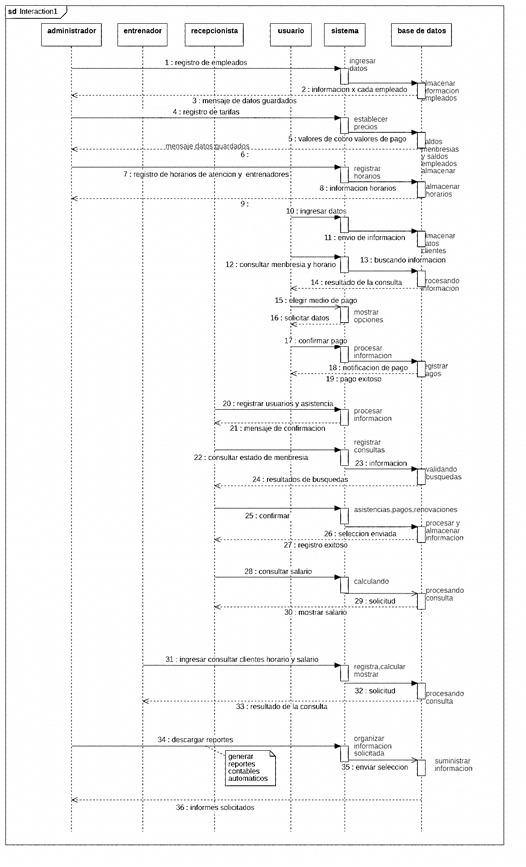 sd Interaction1
administrador entrenador recepcionista usuario sistema base de datos
1 : registro de empleados
ingresar
datos
2 : informacion x cada empleado
almacenar
informacion
empleados
3 : mensaje de datos guardados
4 : registro de tarifas
establecer
precios
5 : valores de cobro valores de pago
saldos
menbresias
y saldos
empleados
almacenar
mensaje datos guardados
6 :
7 : registro de horarios de atencion y entrenadores
registrar
horarios
8 : informacion horarios
almacenar
horarios
9 :
10 : ingresar datos
11 : envio de informacion
almacenar
datos
clientes
12 : consultar menbresia y horario
13 : buscando informacion
14 : resultado de la consulta
procesando
informacion
15 : elegir medio de pago
16 : solicitar datos
mostrar
opciones
17 : confirmar pago
procesar
informacion
18 : notificacion de pago
registrar
pagos
19 : pago exitoso
20 : registrar usuarios y asistencia
procesar
informacion
21 : mensaje de confirmacion
registrar
consultas
22 : consultar estado de menbresia
23 : informacion
validando
busquedas
24 : resultados de busquedas
25 : confirmar
asistencias,pagos,renovaciones
26 : seleccion enviada
procesar y
almacenar
informacion
27 : registro exitoso
28 : consultar salario
calculando
29 : solicitud
procesando
consulta
30 : mostrar salario
31 : ingresar consultar clientes horario y salario
registra,calcular
mostrar
32 : solicitud
procesando
consulta
33 : resultado de la consulta
34 : descargar reportes
organizar
informacion
solicitada
generar
reportes
contables
automaticos
35 : enviar seleccion
suministrar
informacion
36 : informes solicitados